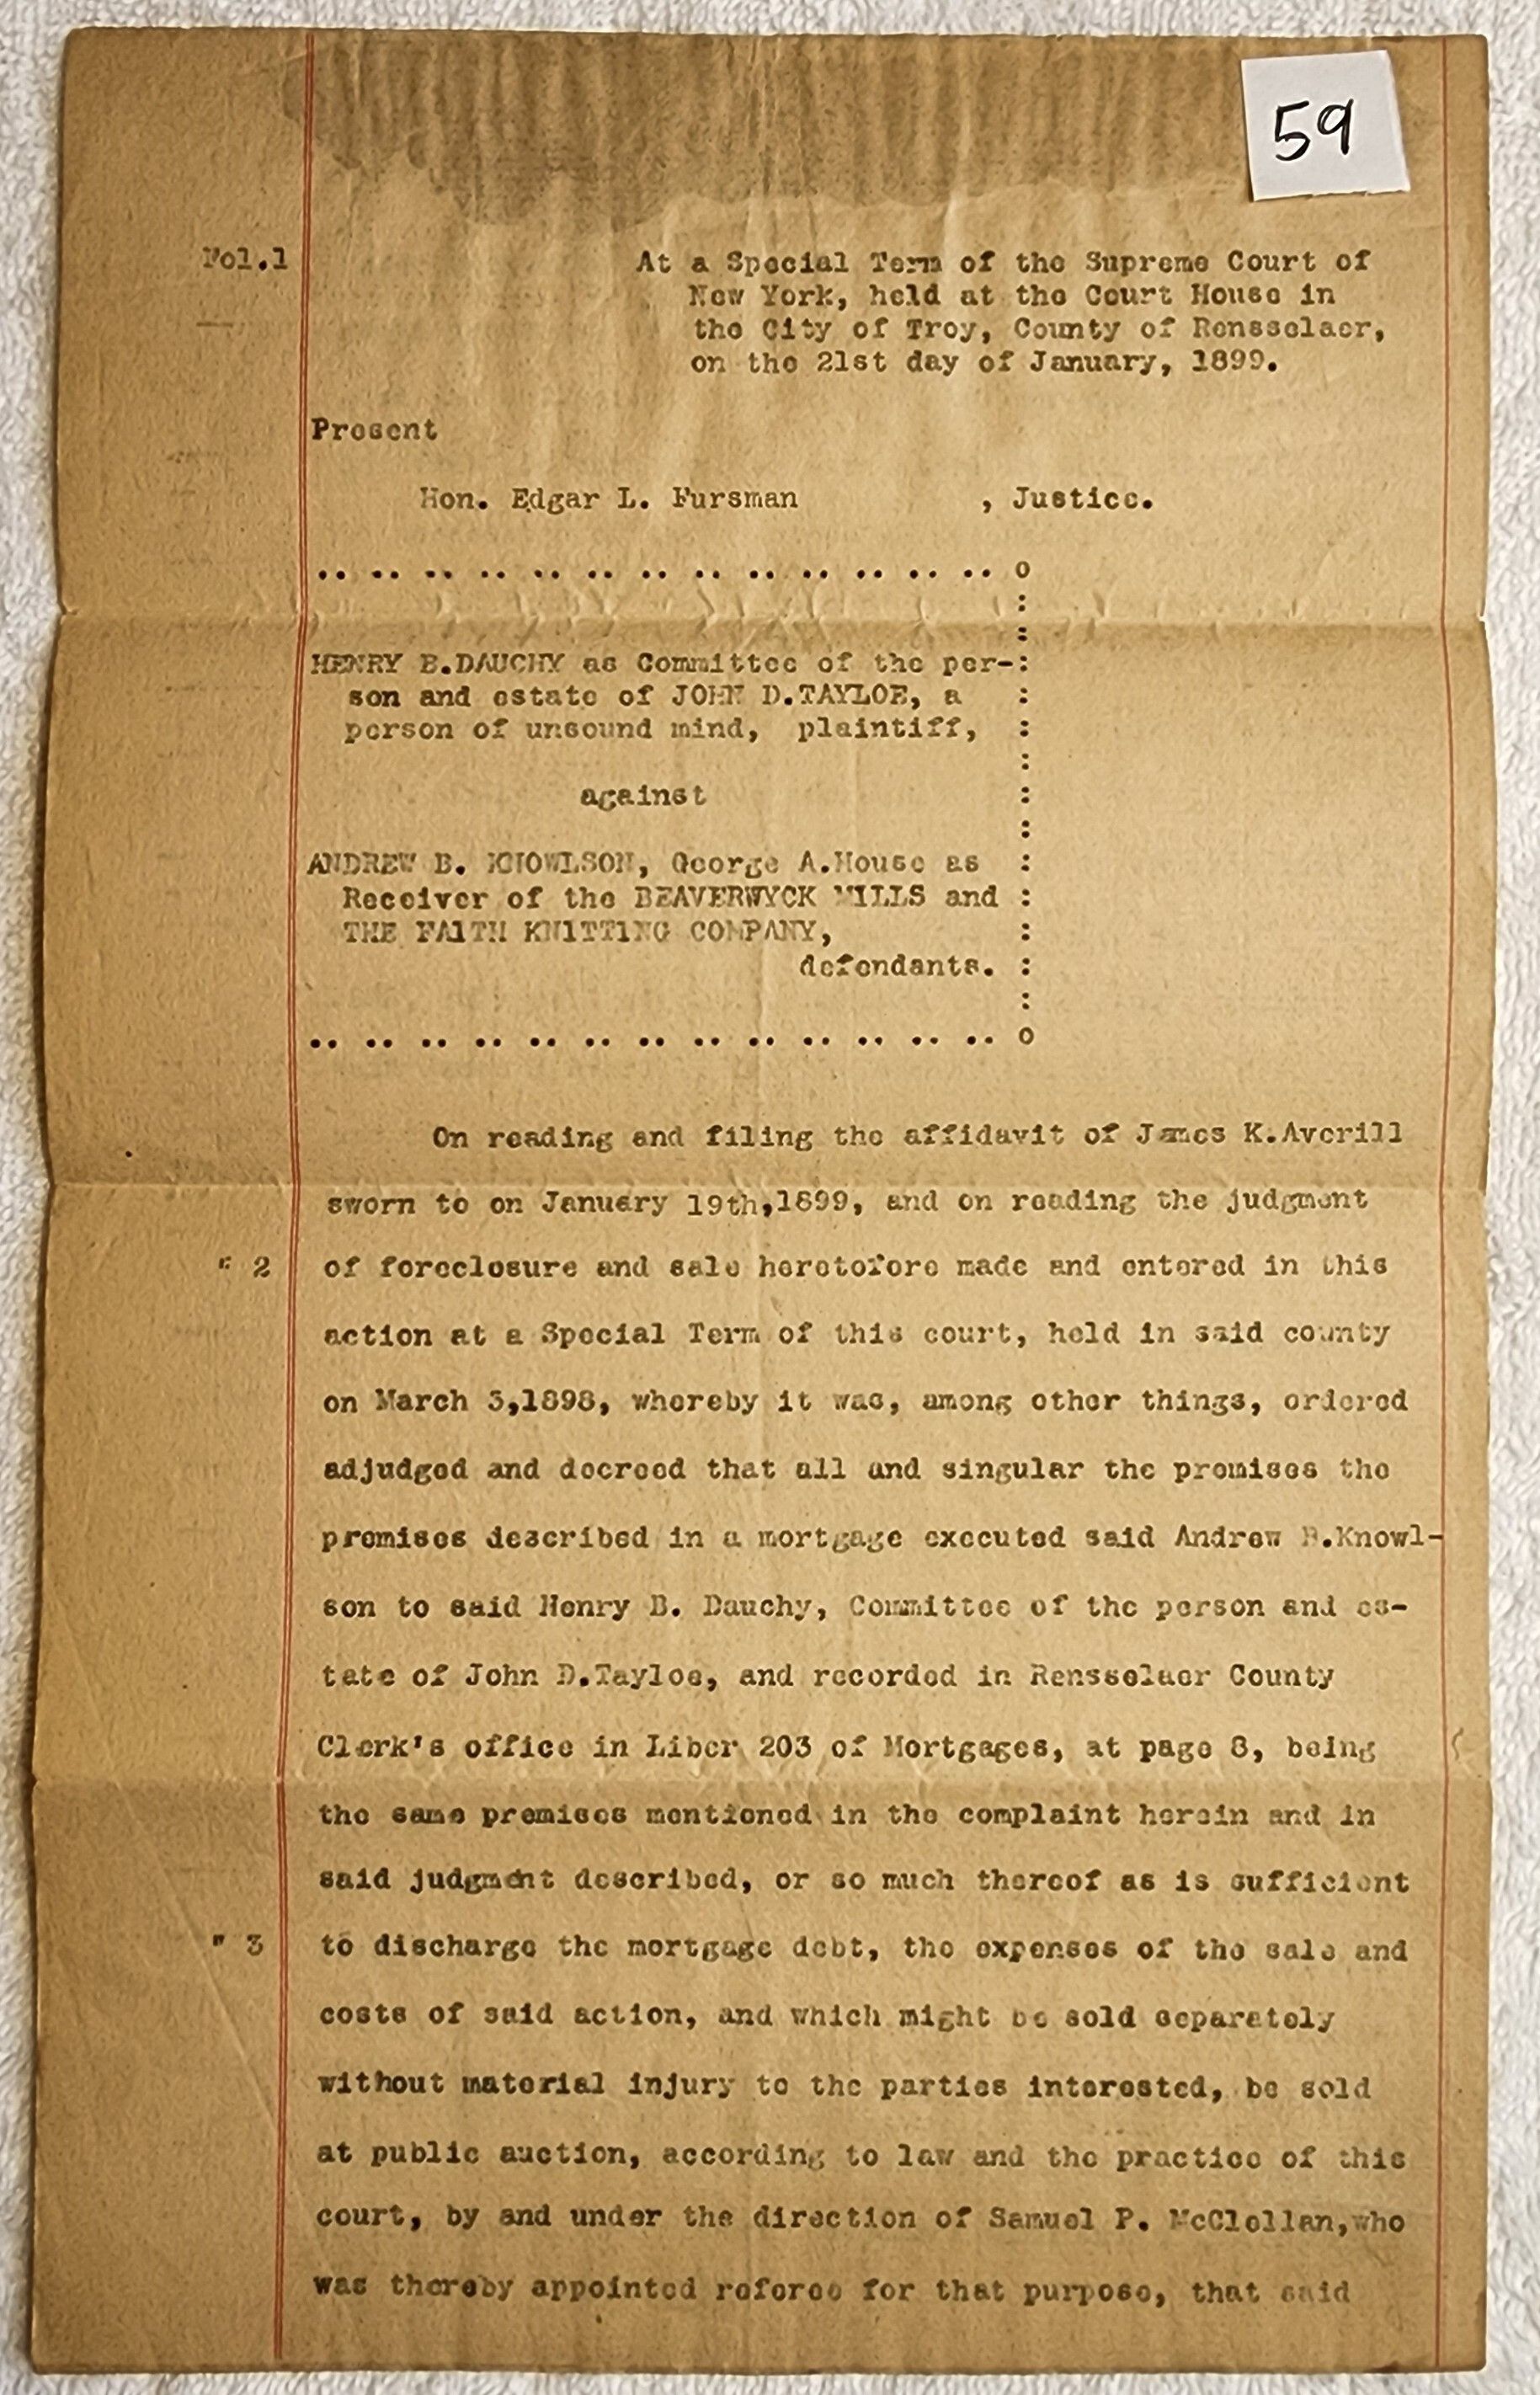 59
Fol.1
At a Special Term of the Supreme Court of
New York, held at the Court House in
the City of Troy, County of Rensselaer,
on the 21st day of January, 1899.
Present
Hon. Edgar L. Fursman , Justice.
.. .. .. .. .. .. .. .. .. .. .. .. .. o
:
:
HENRY B.DAUCHY as Committee of the per-:
son and estate of JOHN D.TAYLOE, a :
person of unsound mind, plaintiff, :
:
against :
:
ANDREW B. KNOWLSON, George A.House as :
Receiver of the BEAVERWYCK MILLS and :
THE FA1TH KN1TT1NG COMPANY, :
defendants. :
:
.. .. .. .. .. .. .. .. .. .. .. .. .. o
On reading and filing the affidavit of James K.Averill
sworn to on January 19th,1899, and on reading the judgment
" 2 of foreclosure and sale heretofore made and entered in this
action at a Special Term of this court, held in said county
on March 3,1898, whereby it was, among other things, ordered
adjudged and decreed that all and singular the premises the
premises described in a mortgage executed said Andrew B.Knowl-
son to said Henry B. Dauchy, Committee of the person and es-
tate of John D.Tayloe, and recorded in Rensselaer County
Clerk's office in Liber 203 of Mortgages, at page 8, being
the same premises mentioned in the complaint herein and in
said judgment described, or so much thereof as is sufficient
" 3 to discharge the mortgage debt, the expenses of the sale and
costs of said action, and which might be sold separately
without material injury to the parties interested, be sold
at public auction, according to law and the practice of this
court, by and under the direction of Samuel P. McClellan,who
was thereby appointed referee for that purpose, that said